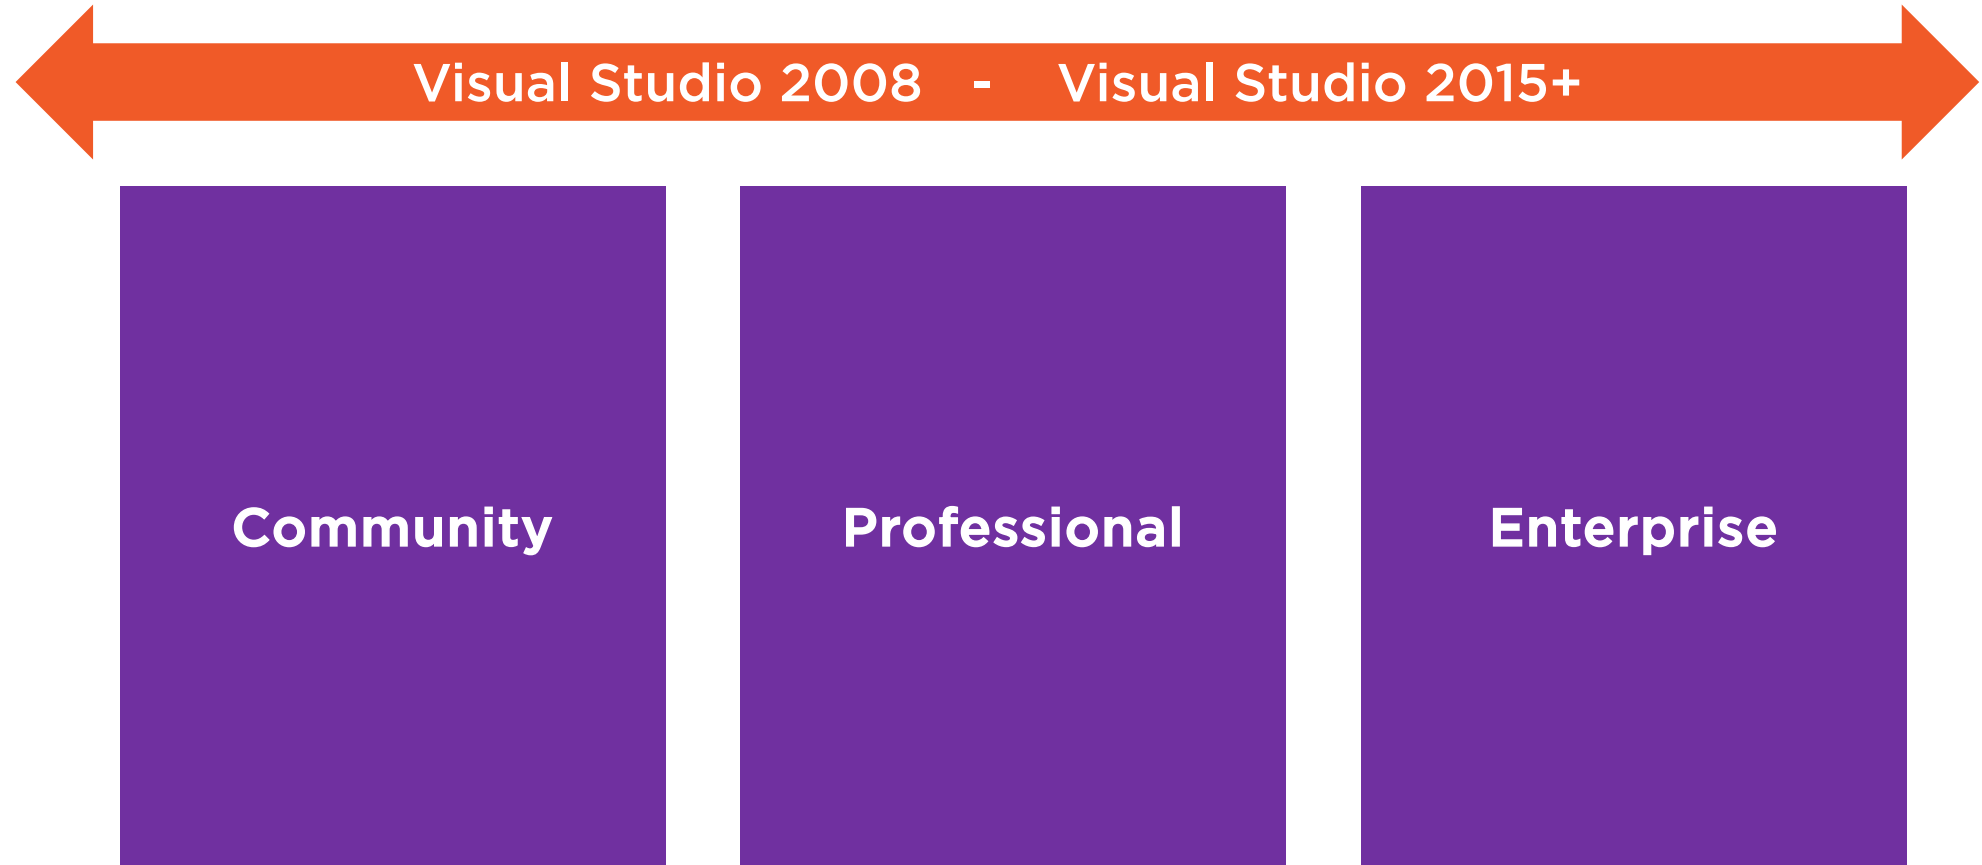 Visual Studio 2008 - Visual Studio 2015+
Community
Professional
Enterprise